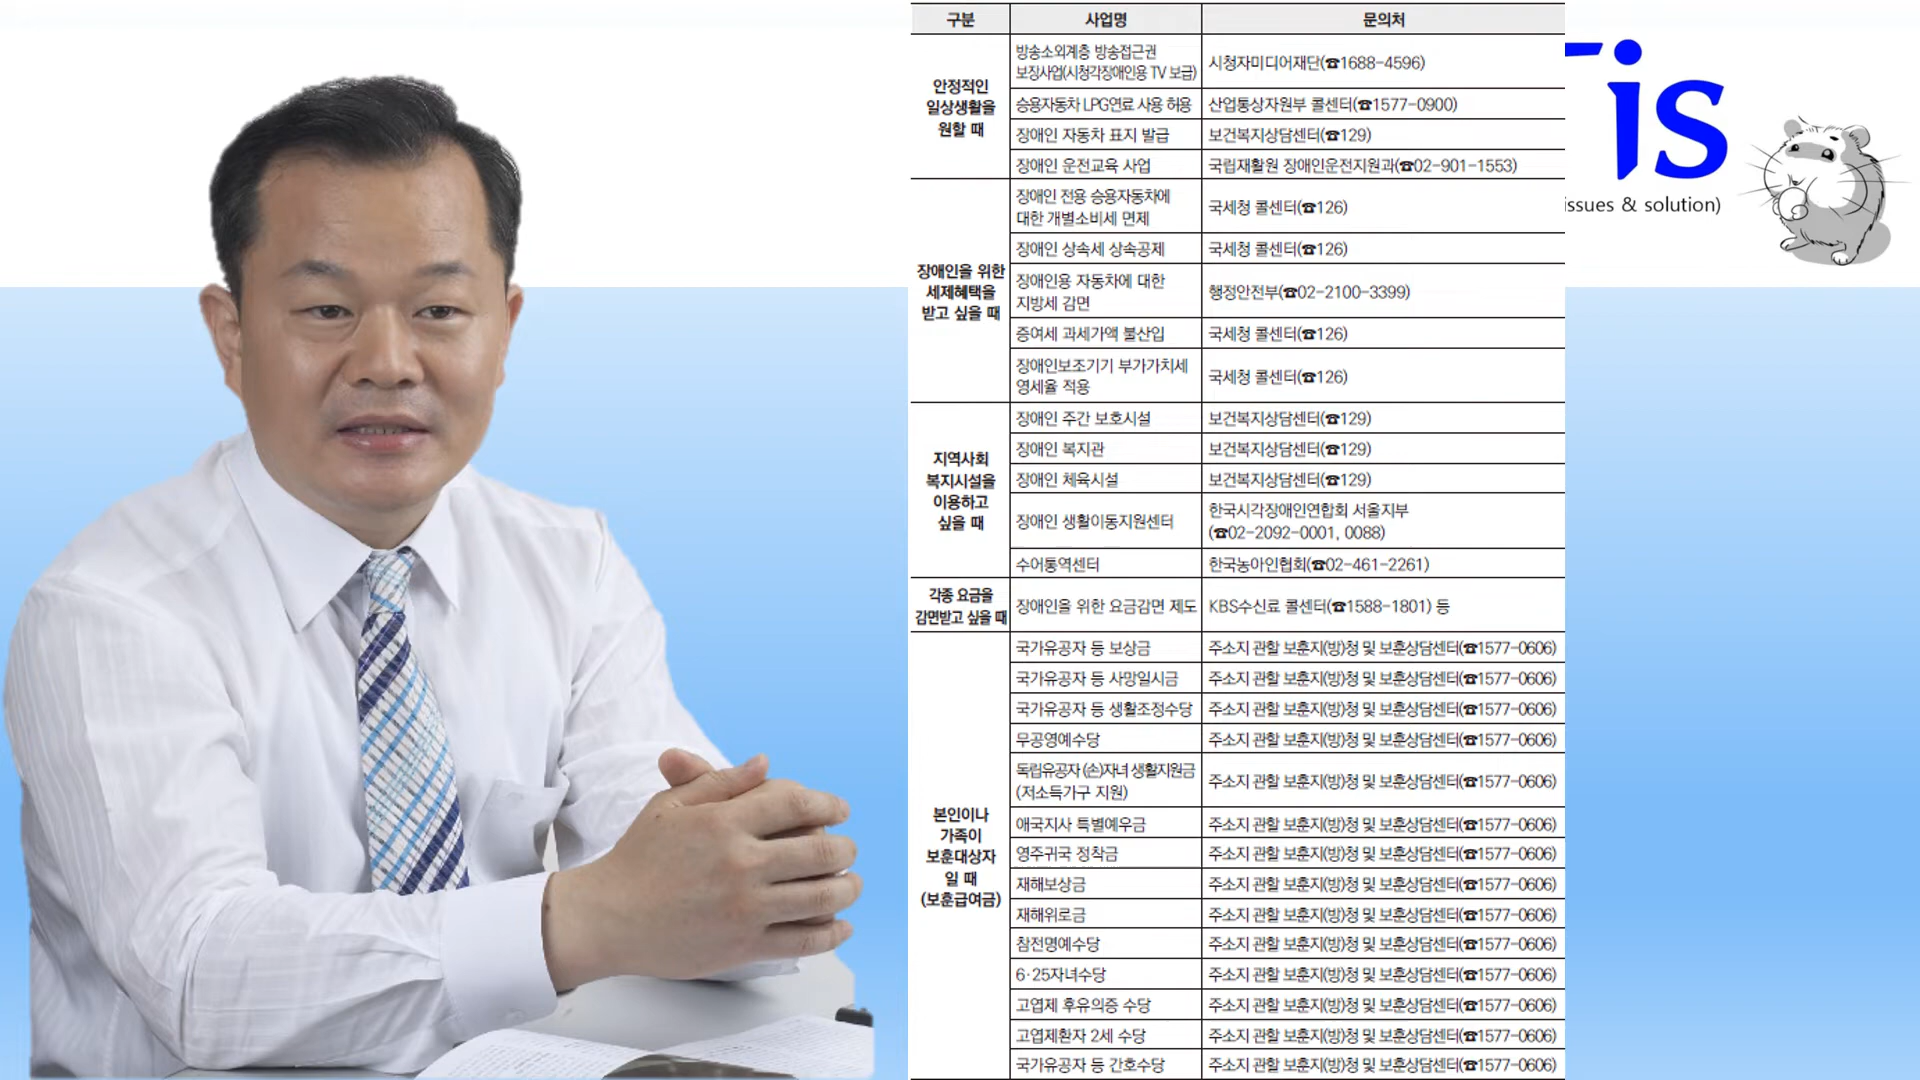 구분 사업명 문의처
안정적인
일상생활을
원할 때
방송소외계층 방송접근권
보장사업(시청각장애인용 TV 보급)
시청자미디어재단(☎1688-4596)
승용자동차 LPG연료 사용 허용 산업통상자원부 콜센터(☎1577-0900)
장애인 자동차 표지 발급 보건복지상담센터(☎129)
장애인 운전교육 사업 국립재활원 장애인운전지원과(☎02-901-1553)
장애인을 위한
세제혜택을
받고 싶을 때
장애인 전용 승용자동차에
대한 개별소비세 면제
국세청 콜센터(☎126)
장애인 상속세 상속공제 국세청 콜센터(☎126)
장애인용 자동차에 대한
지방세 감면
행정안전부(☎02-2100-3399)
증여세 과세가액 불산입 국세청 콜센터(☎126)
장애인보조기기 부가가치세
영세율 적용
국세청 콜센터(☎126)
지역사회
복지시설을
이용하고
싶을 때
장애인 주간 보호시설 보건복지상담센터(☎129)
장애인 복지관 보건복지상담센터(☎129)
장애인 체육시설 보건복지상담센터(☎129)
장애인 생활이동지원센터
한국시각장애인연합회 서울지부
(☎02-2092-0001, 0088)
수어통역센터 한국농아인협회(☎02-461-2261)
각종 요금을
감면받고 싶을 때
장애인을 위한 요금감면 제도 KBS수신료 콜센터(☎1588-1801) 등
본인이나
가족이
보훈대상자
일 때
(보훈급여금)
국가유공자 등 보상금 주소지 관할 보훈지(방)청 및 보훈상담센터(☎1577-0606)
국가유공자 등 사망일시금 주소지 관할 보훈지(방)청 및 보훈상담센터(☎1577-0606)
국가유공자 등 생활조정수당 주소지 관할 보훈지(방)청 및 보훈상담센터(☎1577-0606)
무공영예수당 주소지 관할 보훈지(방)청 및 보훈상담센터(☎1577-0606)
독립유공자 (손)자녀 생활지원금
(저소득가구 지원)
주소지 관할 보훈지(방)청 및 보훈상담센터(☎1577-0606)
애국지사 특별예우금 주소지 관할 보훈지(방)청 및 보훈상담센터(☎1577-0606)
영주귀국 정착금 주소지 관할 보훈지(방)청 및 보훈상담센터(☎1577-0606)
재해보상금 주소지 관할 보훈지(방)청 및 보훈상담센터(☎1577-0606)
재해위로금 주소지 관할 보훈지(방)청 및 보훈상담센터(☎1577-0606)
참전명예수당 주소지 관할 보훈지(방)청 및 보훈상담센터(☎1577-0606)
6·25자녀수당 주소지 관할 보훈지(방)청 및 보훈상담센터(☎1577-0606)
고엽제 후유의증 수당 주소지 관할 보훈지(방)청 및 보훈상담센터(☎1577-0606)
고엽제환자 2세 수당 주소지 관할 보훈지(방)청 및 보훈상담센터(☎1577-0606)
국가유공자 등 간호수당 주소지 관할 보훈지(방)청 및 보훈상담센터(☎1577-0606)
is
issues & solution)